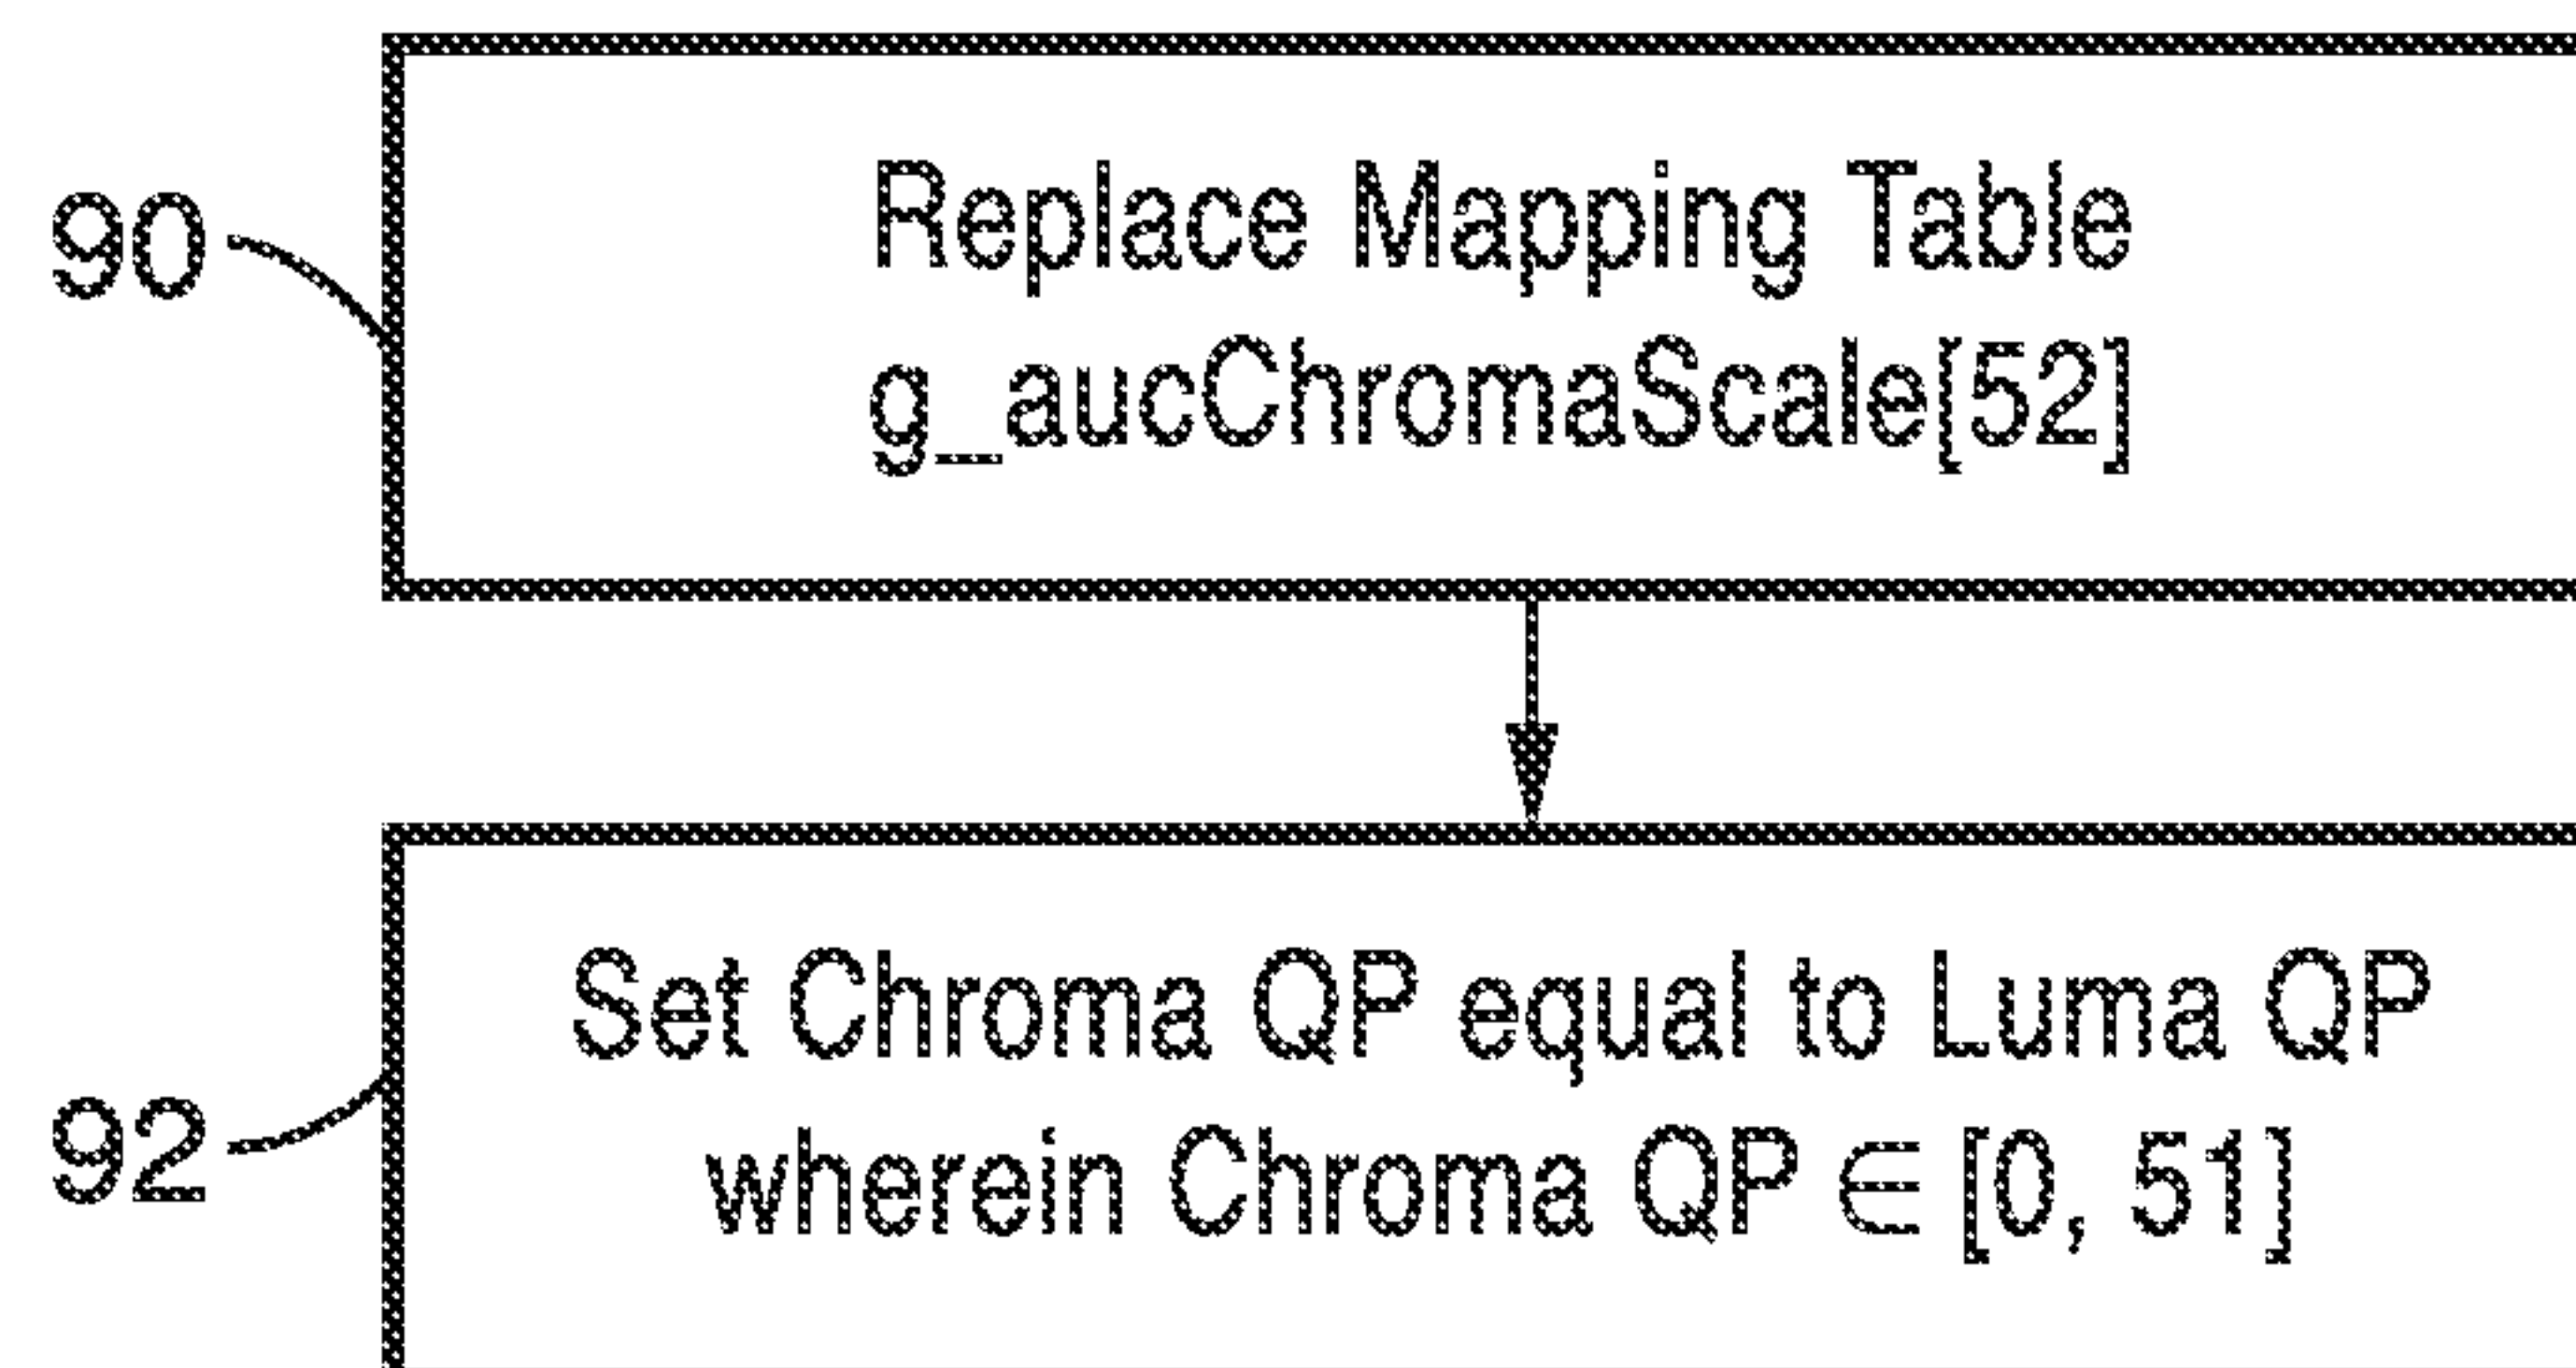 90
Replace Mapping Table
g_aucChromaScale[52]
Set Chroma QP equal to Luma QP
92
wherein Chroma QP ∈ [0, 51]